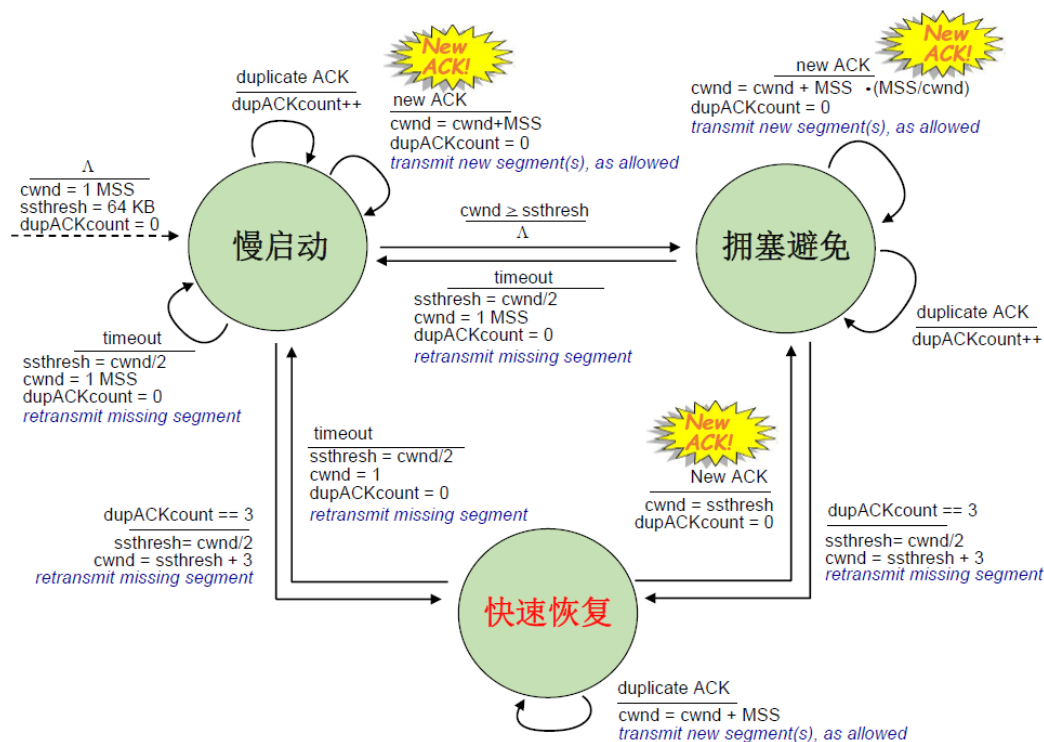 New
ACK!
duplicate ACK
dupACKcount++
new ACK
cwnd = cwnd+MSS
dupACKcount = 0
transmit new segment(s), as allowed
New
ACK!
new ACK
cwnd = cwnd + MSS •(MSS/cwnd)
dupACKcount = 0
transmit new segment(s), as allowed
Λ
cwnd = 1 MSS
ssthresh = 64 KB
dupACKcount = 0
慢启动
cwnd ≥ ssthresh
Λ
timeout
ssthresh = cwnd/2
cwnd = 1 MSS
dupACKcount = 0
retransmit missing segment
拥塞避免
duplicate ACK
dupACKcount++
timeout
ssthresh = cwnd/2
cwnd = 1 MSS
dupACKcount = 0
retransmit missing segment
timeout
ssthresh = cwnd/2
cwnd = 1
dupACKcount = 0
retransmit missing segment
New
ACK!
New ACK
cwnd = ssthresh
dupACKcount = 0
dupACKcount == 3
ssthresh= cwnd/2
cwnd = ssthresh + 3
retransmit missing segment
dupACKcount == 3
ssthresh= cwnd/2
cwnd = ssthresh + 3
retransmit missing segment
快速恢复
duplicate ACK
cwnd = cwnd + MSS
transmit new segment(s), as allowed